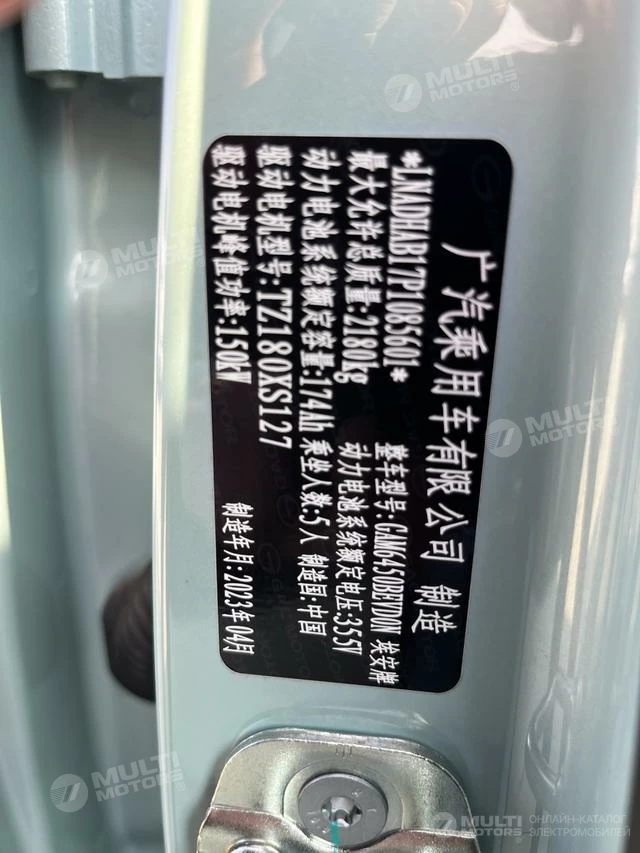 广汽乘用车有限公司 制造
*LNADHAB17P1085601* 整车型号:GAM6450BEVD0N 埃安牌
最大允许总质量:2180kg 动力电池系统额定电压:355V
动力电池系统额定容量:174Ah 乘坐人数:5人 制造国:中国
驱动电机型号:TZ180XS127
驱动电机峰值功率:150kW 制造年月:2023年04月
MULTI MOTORS®
MULTI MOTORS
MULTI MOTORS
MULTI MOTORS
MULTI MOTORS® ОНЛАЙН-КАТАЛОГ ЭЛЕКТРОМОБИЛЕЙ